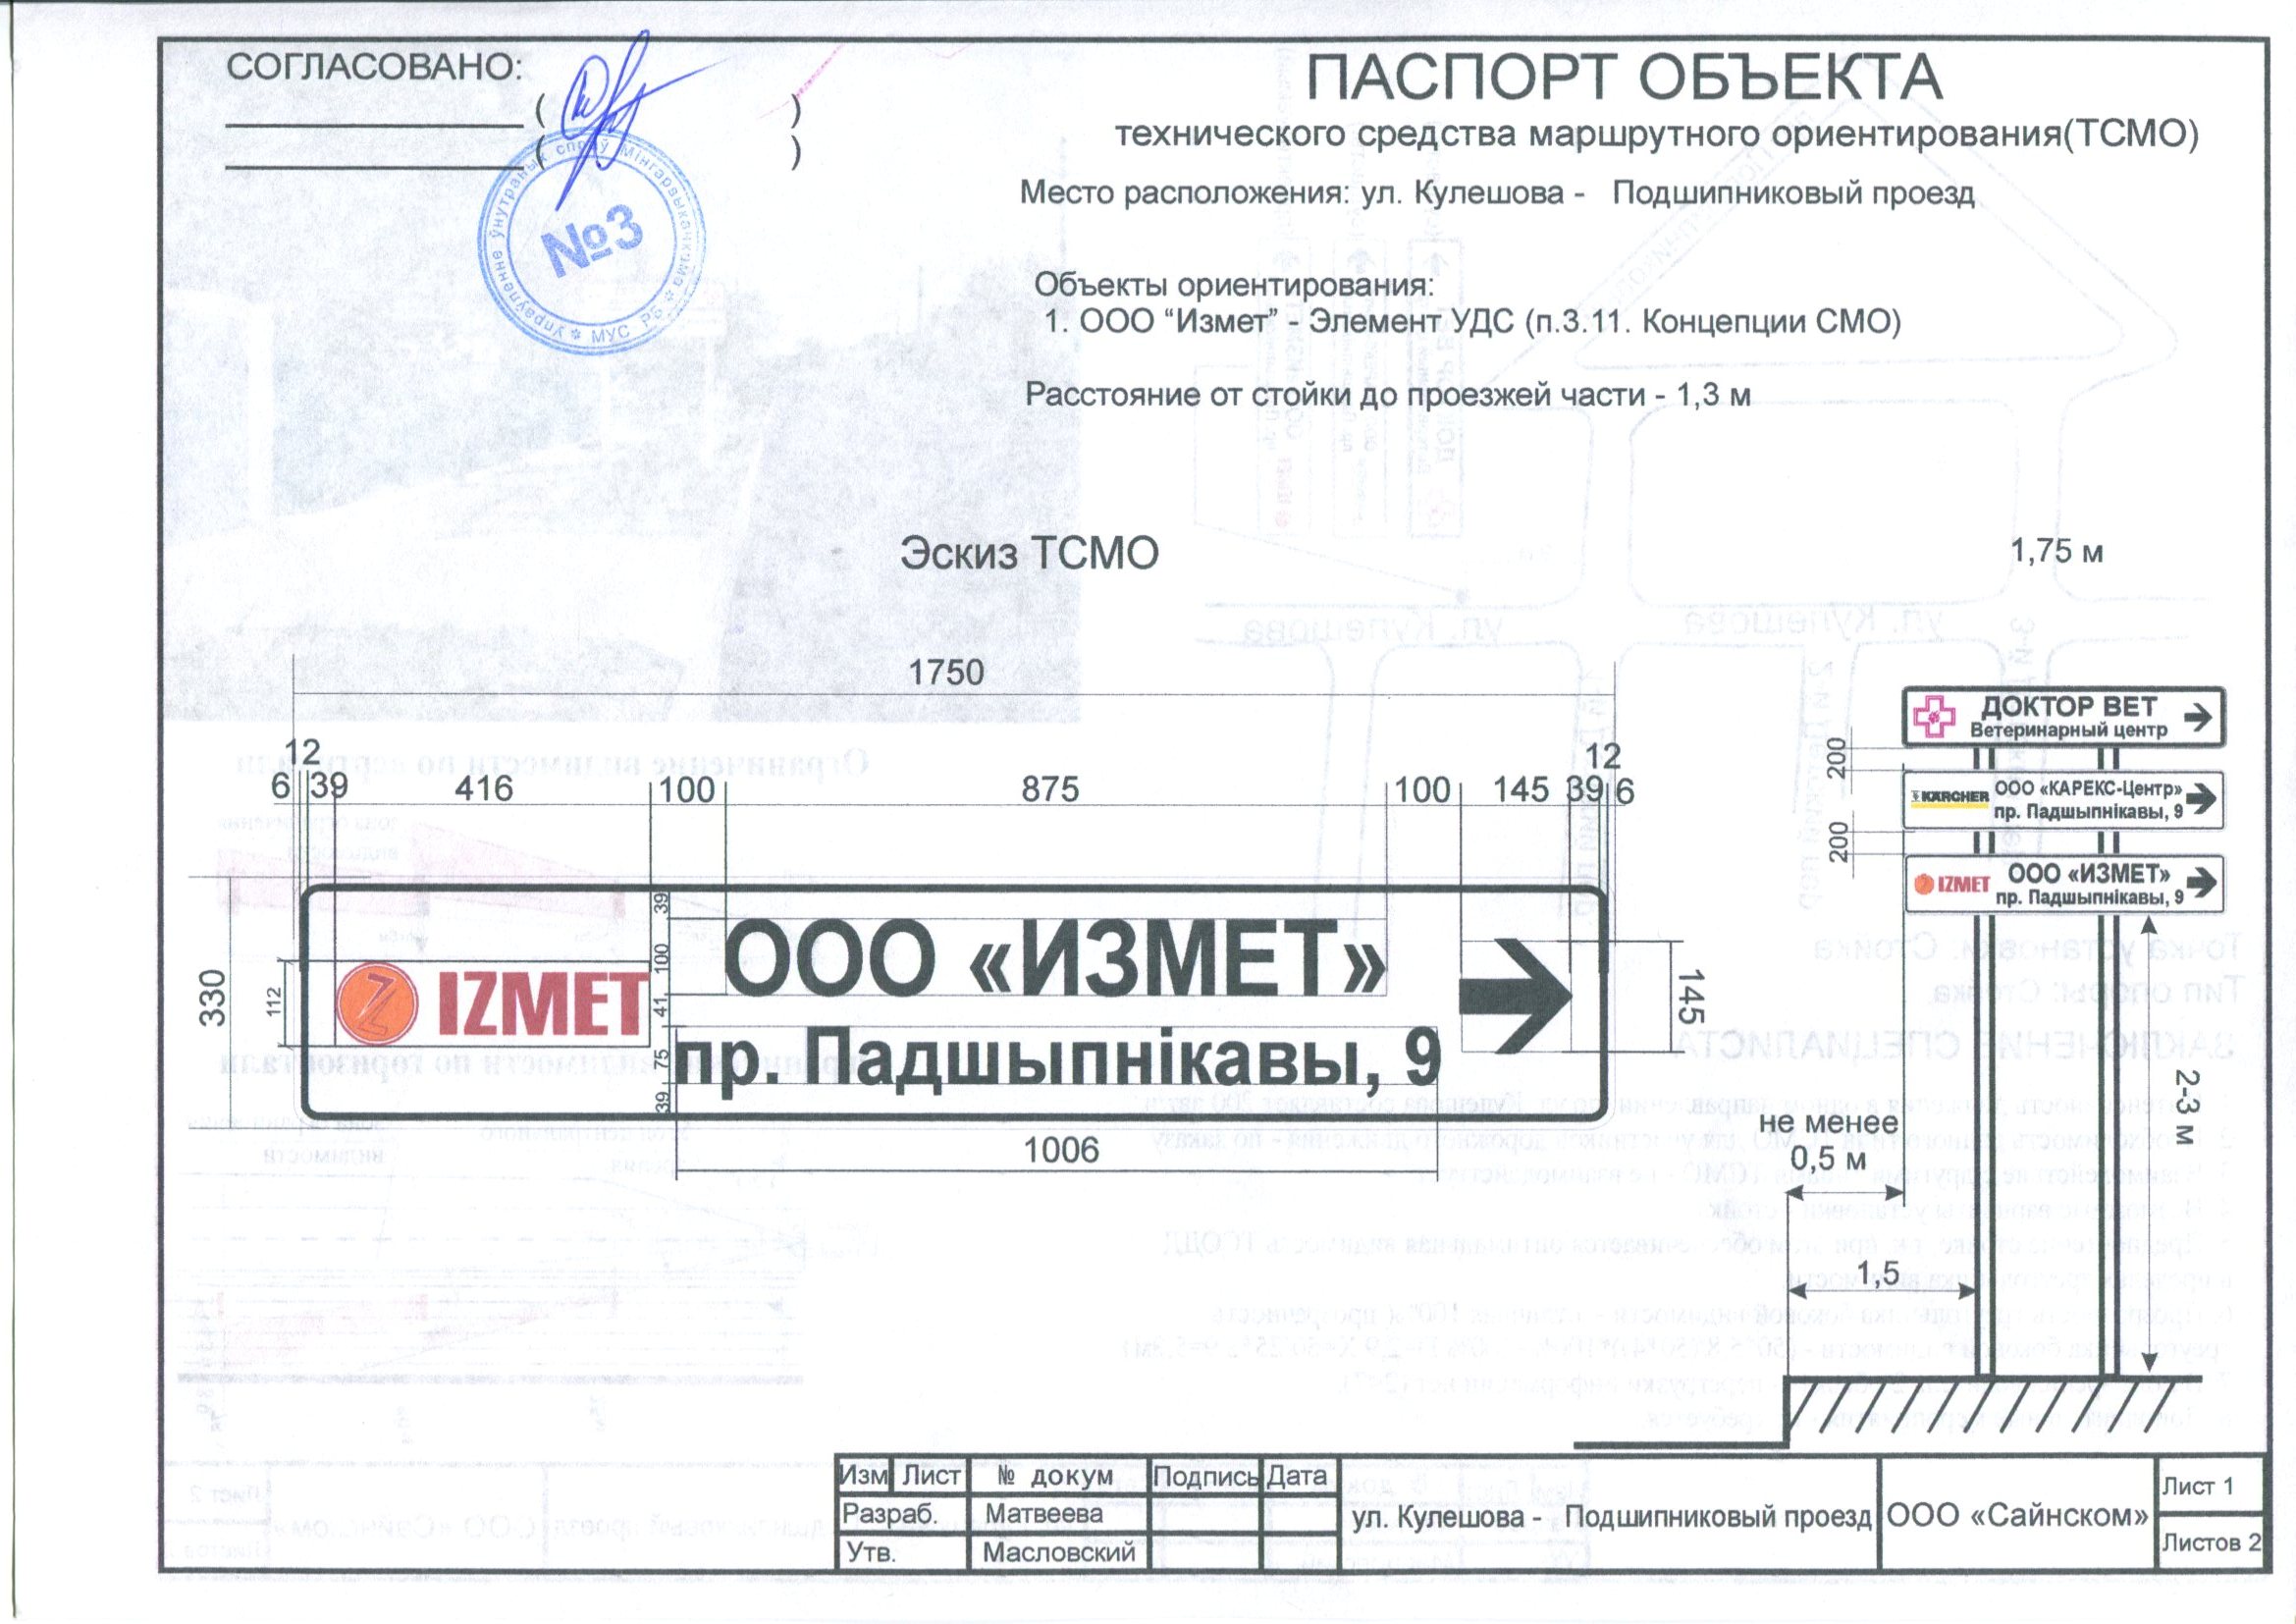 СОГЛАСОВАНО:
( )
( )
упраўленне ўнутраных спраў Мінгарвыканкама * МУС РБ *
№3
ПАСПОРТ ОБЪЕКТА
технического средства маршрутного ориентирования(ТСМО)
Место расположения: ул. Кулешова - Подшипниковый проезд
Объекты ориентирования:
1. ООО “Измет” - Элемент УДС (п.3.11. Концепции СМО)
Расстояние от стойки до проезжей части - 1,3 м
Эскиз ТСМО
1,75 м
1750
12 12
6 39 416 100 875 100 145 39 6
330
112
39
100
41
75
39
IZMET
ООО «ИЗМЕТ»
пр. Падшыпнікавы, 9
145
1006
ДОКТОР ВЕТ
Ветеринарный центр
200
KARCHER
ООО «КАРЕКС-Центр»
пр. Падшыпнікавы, 9
200
IZMET
ООО «ИЗМЕТ»
пр. Падшыпнікавы, 9
2-3 м
не менее
0,5 м
1,5
Изм Лист № докум Подпись Дата
Разраб. Матвеева
Утв. Масловский
ул. Кулешова - Подшипниковый проезд
ООО «Сайнском»
Лист 1
Листов 2